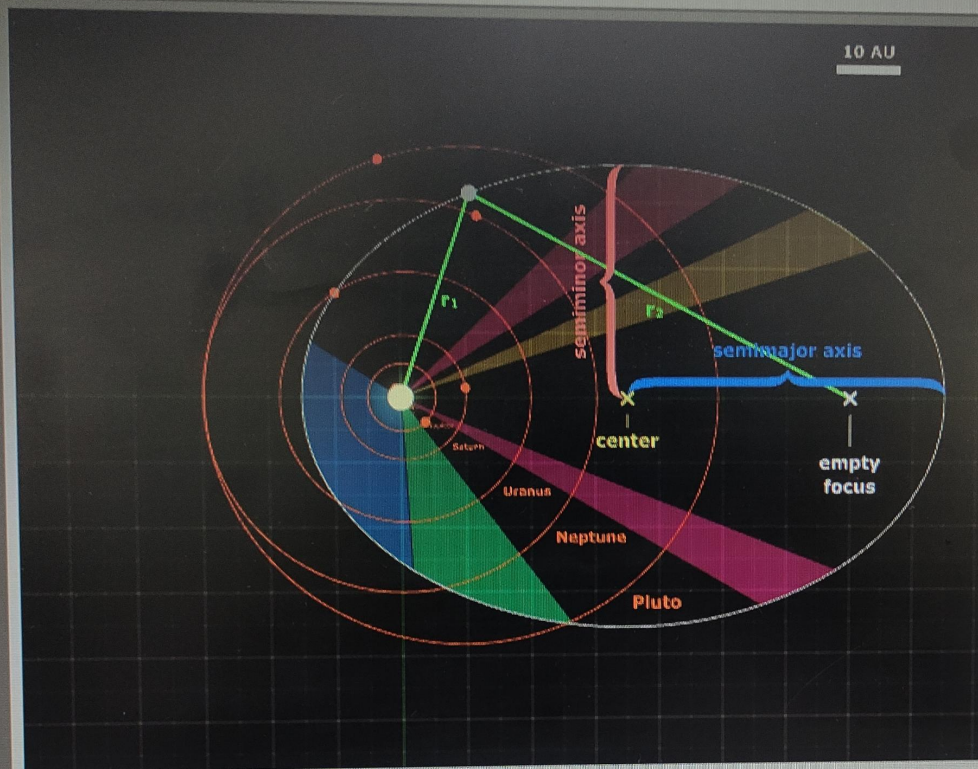 10 AU
semiminor axis
r₁
r₂
semimajor axis
center
empty
focus
Saturn
Uranus
Neptune
Pluto